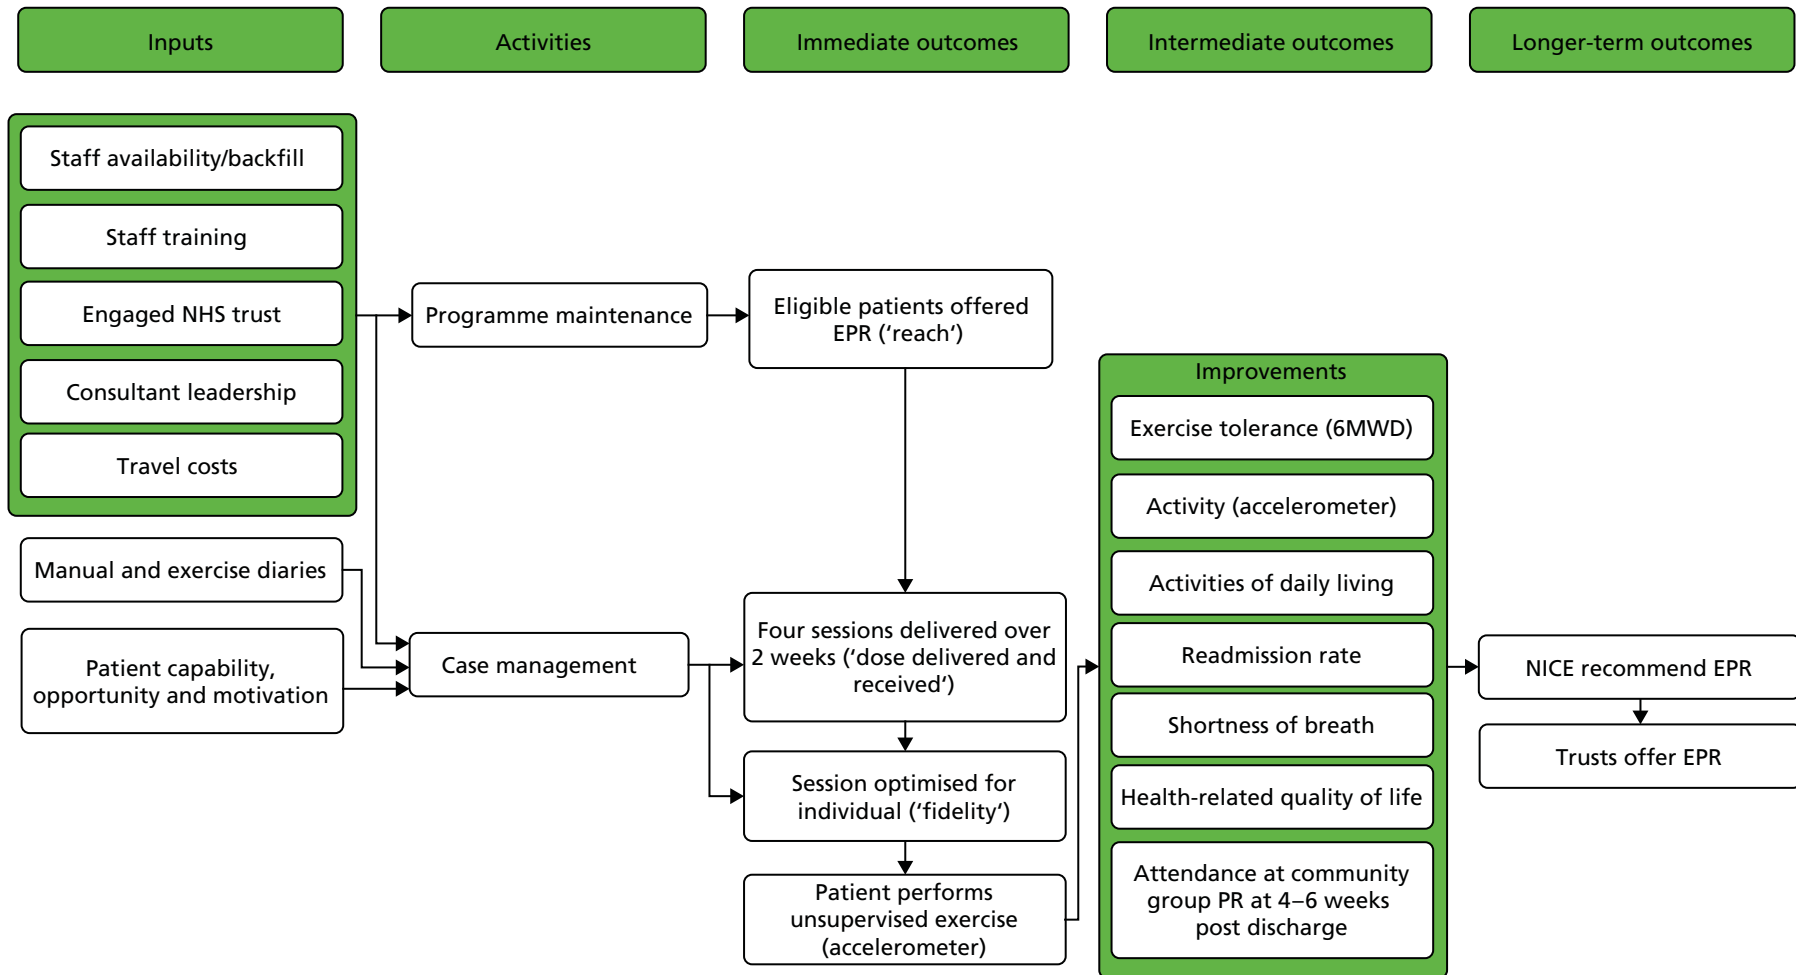 Inputs
Activities
Immediate outcomes
Intermediate outcomes
Longer-term outcomes
Staff availability/backfill
Staff training
Engaged NHS trust
Consultant leadership
Travel costs
Manual and exercise diaries
Patient capability,
opportunity and motivation
Programme maintenance
Case management
Eligible patients offered
EPR (‘reach‘)
Four sessions delivered over
2 weeks (‘dose delivered and
received‘)
Session optimised for
individual (‘fidelity‘)
Patient performs
unsupervised exercise
(accelerometer)
Improvements
Exercise tolerance (6MWD)
Activity (accelerometer)
Activities of daily living
Readmission rate
Shortness of breath
Health-related quality of life
Attendance at community
group PR at 4–6 weeks
post discharge
NICE recommend EPR
Trusts offer EPR